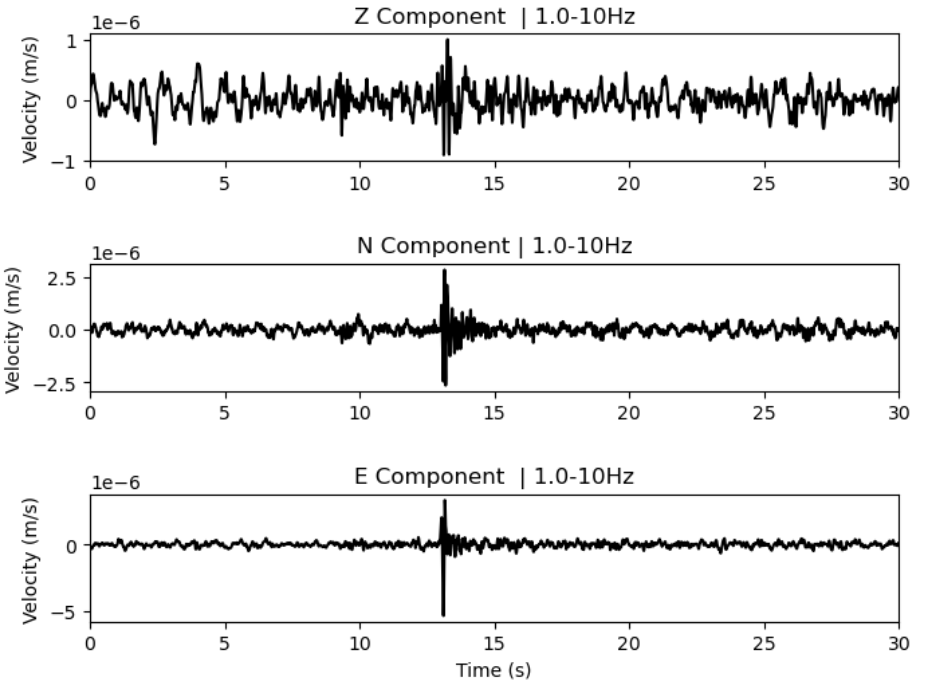 Z Component | 1.0-10Hz
1e−6
Velocity (m/s)
1
0
−1
0 5 10 15 20 25 30
N Component | 1.0-10Hz
1e−6
Velocity (m/s)
2.5
0.0
−2.5
0 5 10 15 20 25 30
E Component | 1.0-10Hz
1e−6
Velocity (m/s)
0
−5
0 5 10 15 20 25 30
Time (s)